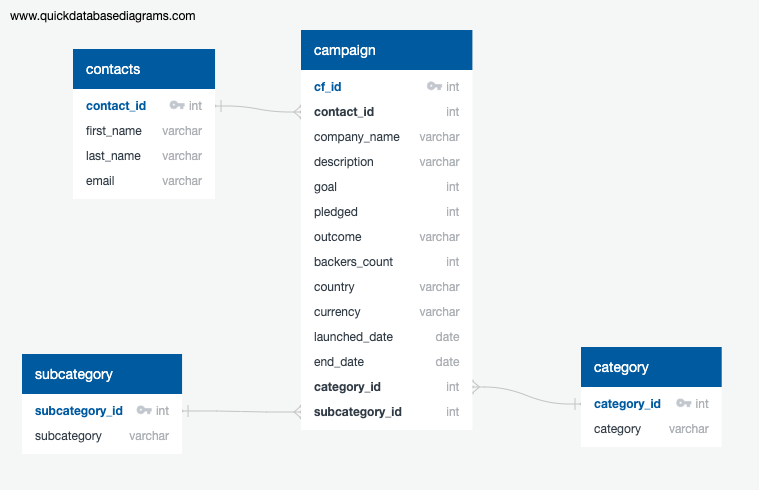 www.quickdatabasediagrams.com
contacts
contact_id int
first_name varchar
last_name varchar
email varchar
campaign
cf_id int
contact_id int
company_name varchar
description varchar
goal int
pledged int
outcome varchar
backers_count int
country varchar
currency varchar
launched_date date
end_date date
category_id int
subcategory_id int
subcategory
subcategory_id int
subcategory varchar
category
category_id int
category varchar